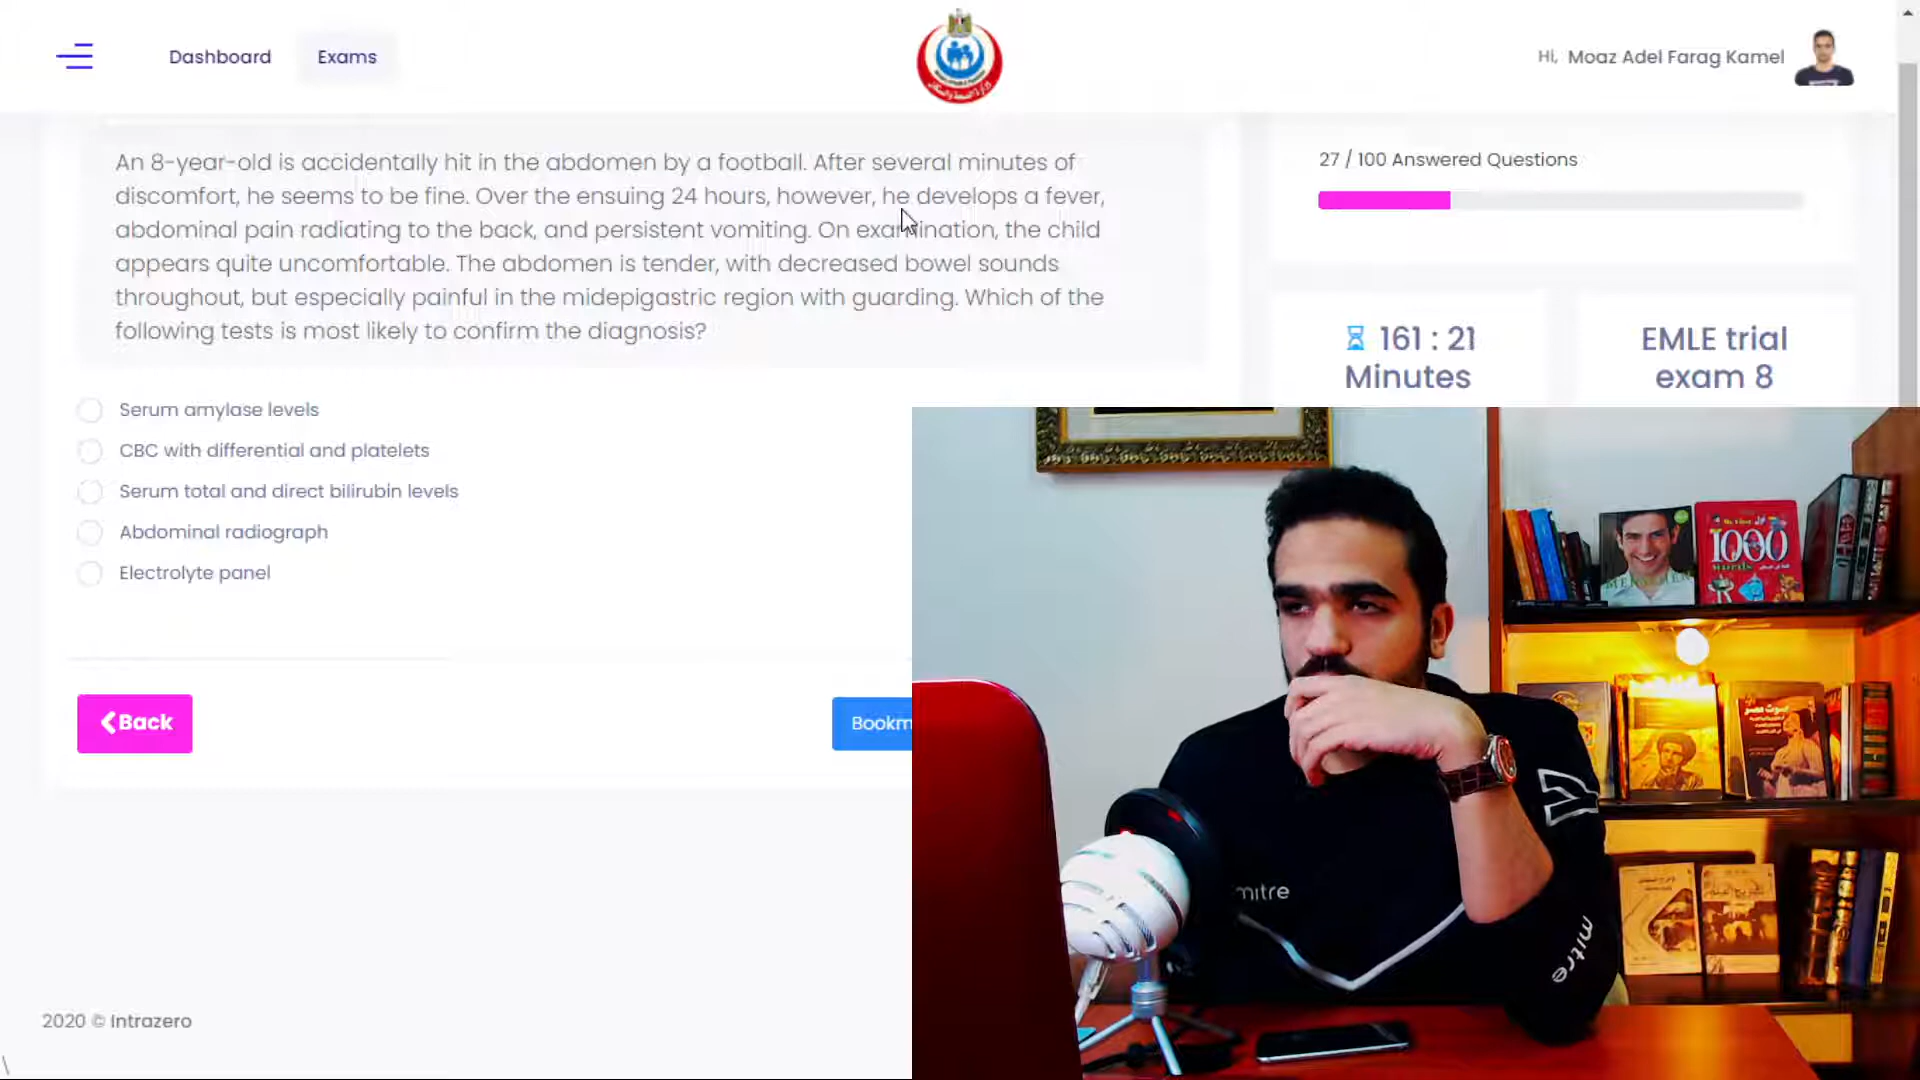 Dashboard
Exams
Hi, Moaz Adel Farag Kamel
An 8-year-old is accidentally hit in the abdomen by a football. After several minutes of
discomfort, he seems to be fine. Over the ensuing 24 hours, however, he develops a fever,
abdominal pain radiating to the back, and persistent vomiting. On examination, the child
appears quite uncomfortable. The abdomen is tender, with decreased bowel sounds
throughout, but especially painful in the midepigastric region with guarding. Which of the
following tests is most likely to confirm the diagnosis?
27 / 100 Answered Questions
161 : 21
Minutes
EMLE trial
exam 8
Serum amylase levels
CBC with differential and platelets
Serum total and direct bilirubin levels
Abdominal radiograph
Electrolyte panel
Back
Bookm
1000
words
mitre
mitre
2020 © Intrazero